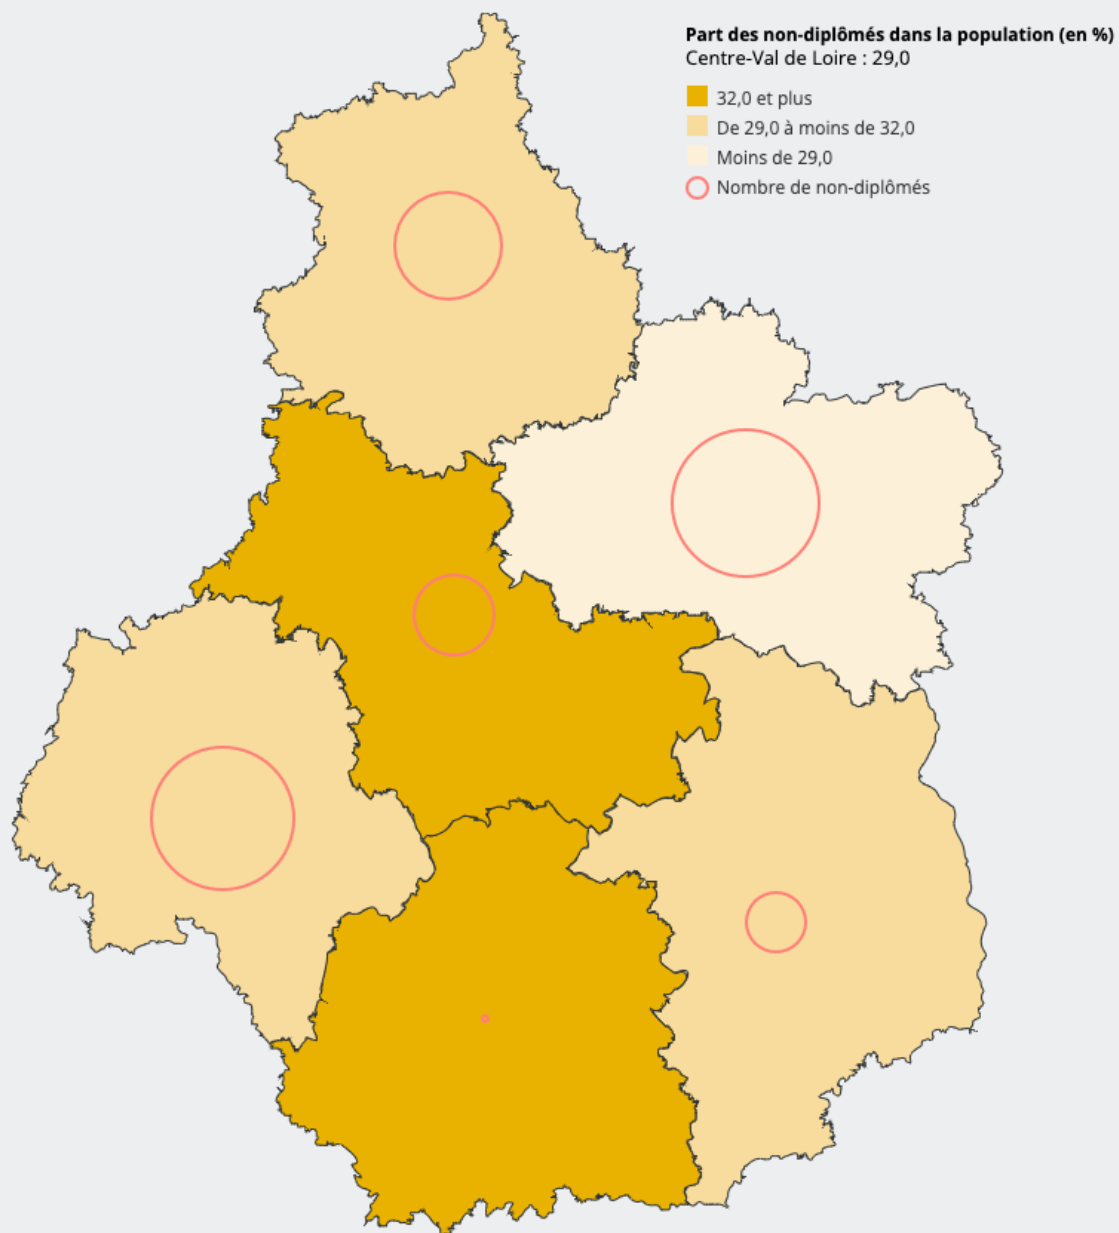 Part des non-diplômés dans la population (en %)
Centre-Val de Loire : 29,0
32,0 et plus
De 29,0 à moins de 32,0
Moins de 29,0
Nombre de non-diplômés